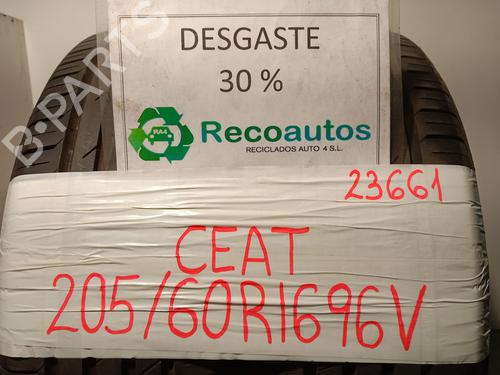 DESGASTE
30 %
RA4
Recoautos
RECICLADOS AUTO 4 S.L.
B-PARTS
23661
CEAT
205/60R1696V